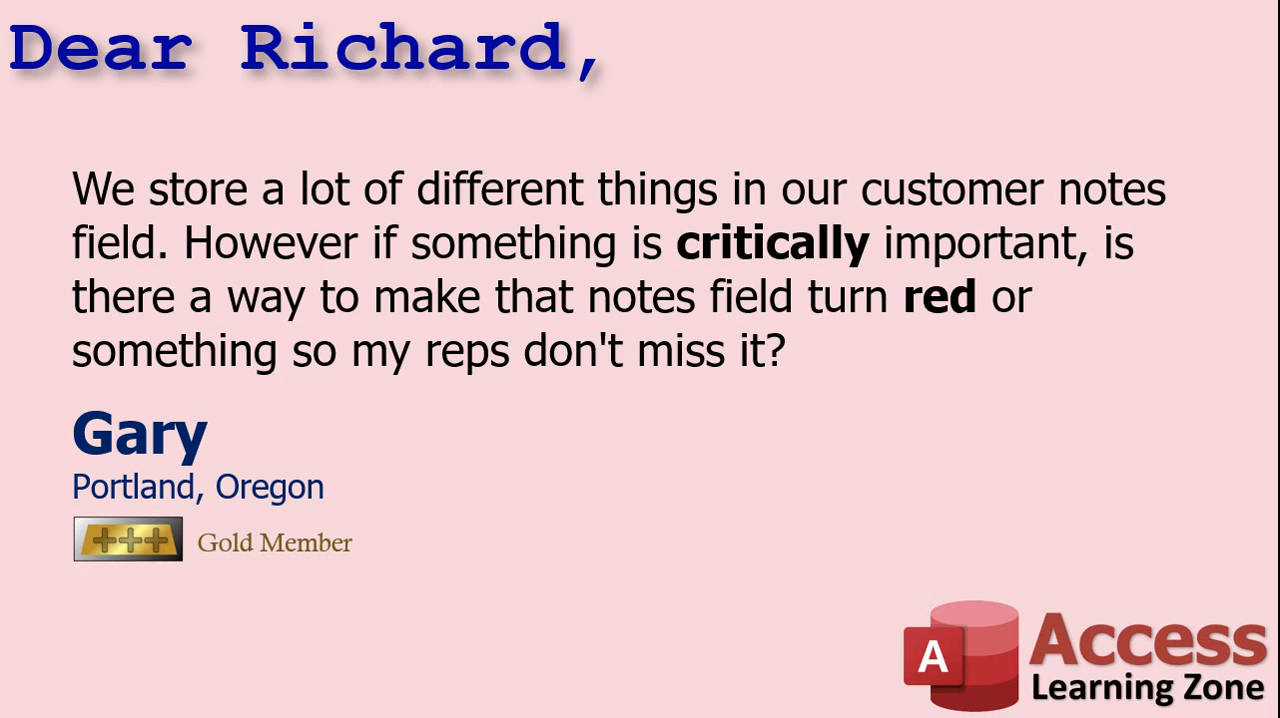 Dear Richard,
We store a lot of different things in our customer notes
field. However if something is critically important, is
there a way to make that notes field turn red or
something so my reps don't miss it?
Gary
Portland, Oregon
+++ Gold Member
A Access
Learning Zone